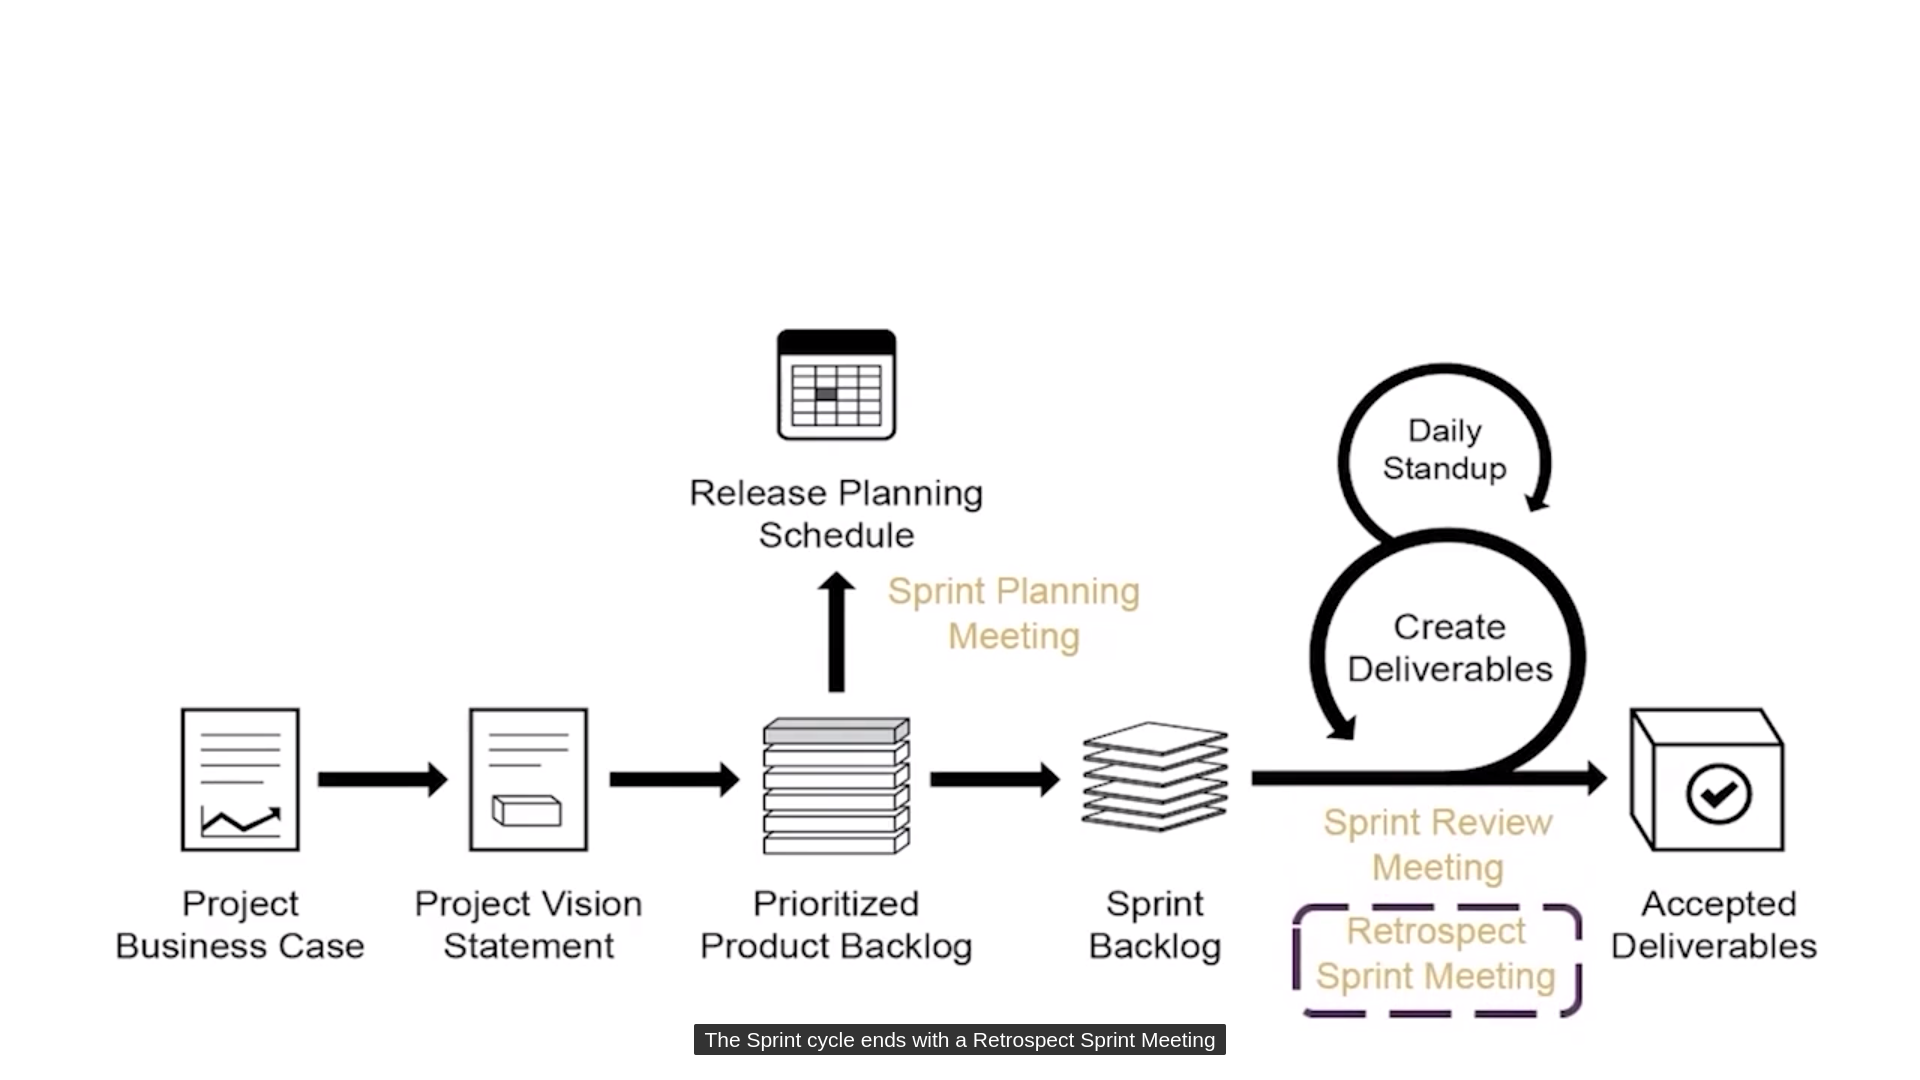 Release Planning
Schedule
Sprint Planning
Meeting
Daily
Standup
Create
Deliverables
Project
Business Case
Project Vision
Statement
Prioritized
Product Backlog
Sprint
Backlog
Sprint Review
Meeting
Retrospect
Sprint Meeting
Accepted
Deliverables
The Sprint cycle ends with a Retrospect Sprint Meeting